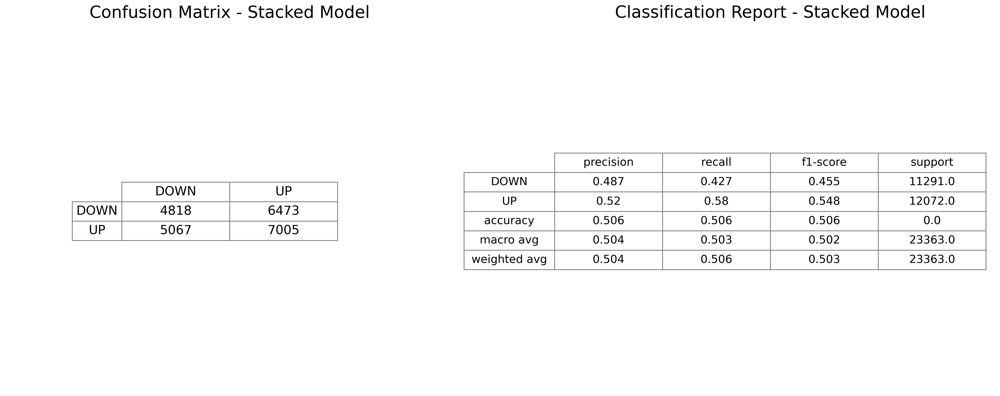 Confusion Matrix - Stacked Model
DOWN UP
DOWN 4818 6473
UP 5067 7005
Classification Report - Stacked Model
precision recall f1-score support
DOWN 0.487 0.427 0.455 11291.0
UP 0.52 0.58 0.548 12072.0
accuracy 0.506 0.506 0.506 0.0
macro avg 0.504 0.503 0.502 23363.0
weighted avg 0.504 0.506 0.503 23363.0